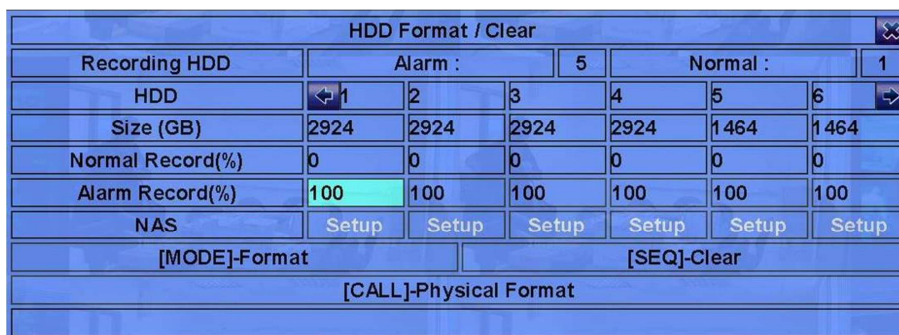 HDD Format / Clear
Recording HDD Alarm : 5 Normal : 1
HDD 1 2 3 4 5 6
Size (GB) 2924 2924 2924 2924 1464 1464
Normal Record(%) 0 0 0 0 0 0
Alarm Record(%) 100 100 100 100 100 100
NAS Setup Setup Setup Setup Setup Setup
[MODE]-Format [SEQ]-Clear
[CALL]-Physical Format